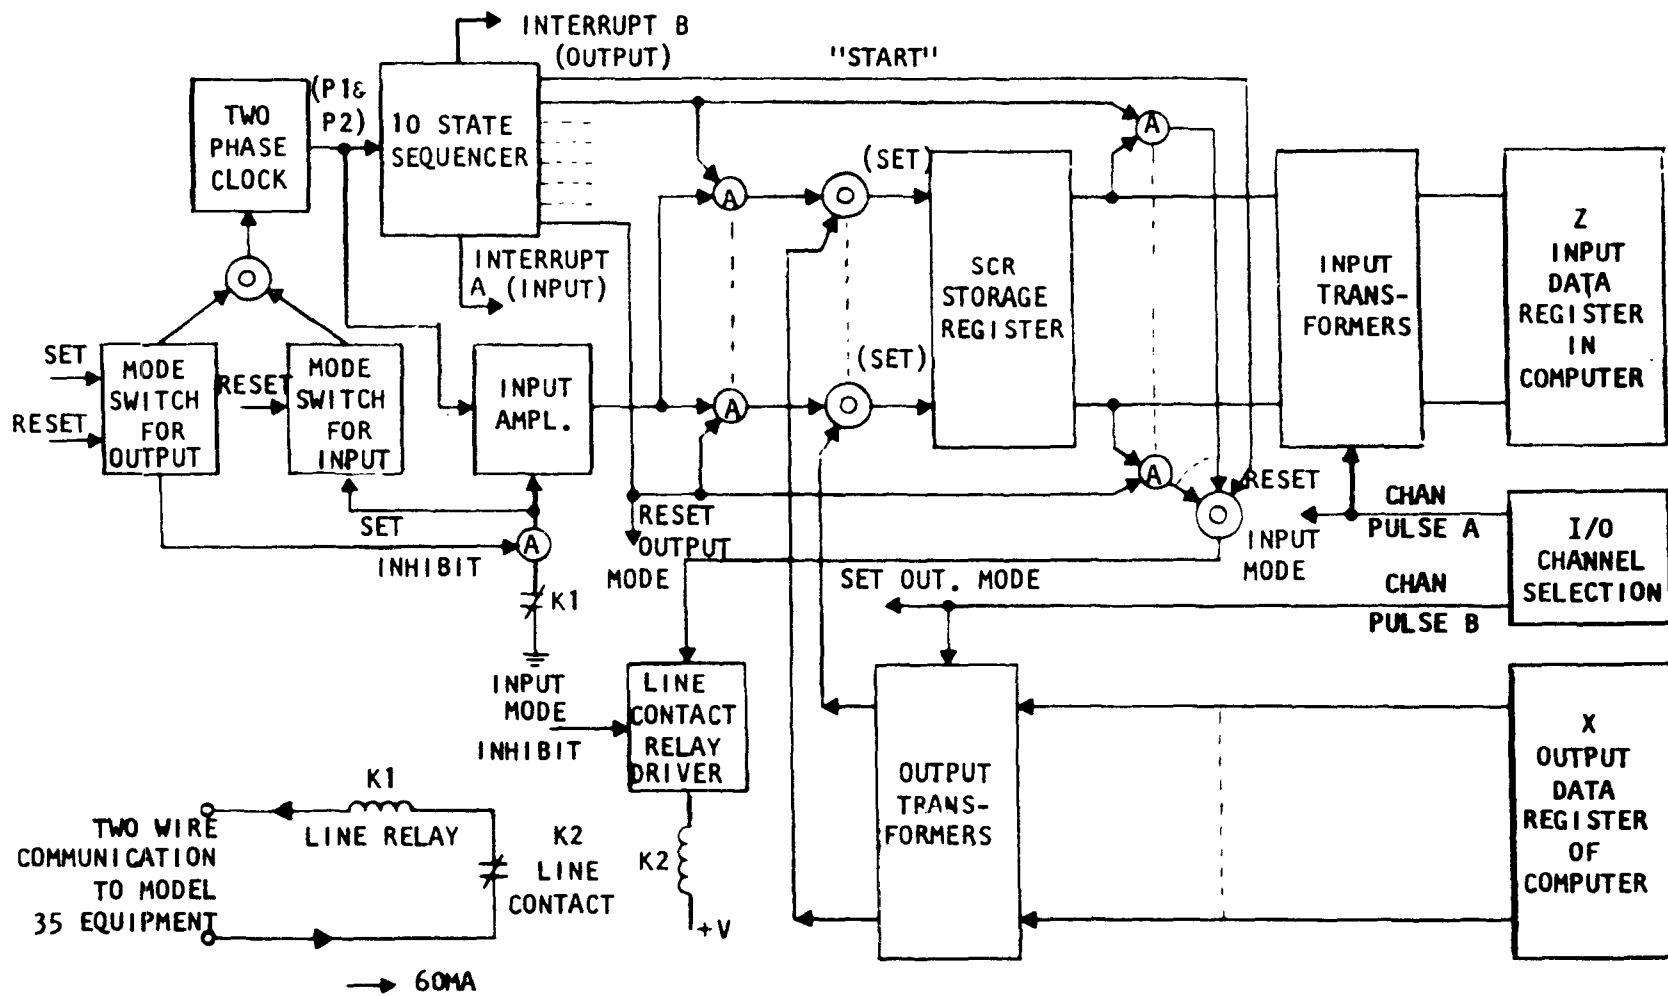 INTERRUPT B
(OUTPUT)
"START"
(P1&
P2)
TWO
PHASE
CLOCK
10 STATE
SEQUENCER
A
(SET)
A
O
INTERRUPT
A (INPUT)
O
SCR
STORAGE
REGISTER
INPUT
TRANS-
FORMERS
Z
INPUT
DATA
REGISTER
IN
COMPUTER
SET
RESET
MODE
SWITCH
FOR
OUTPUT
RESET
MODE
SWITCH
FOR
INPUT
INPUT
AMPL.
(SET)
A
O
A
RESET
O
INPUT
MODE
CHAN
PULSE A
I/O
CHANNEL
SELECTION
SET
INHIBIT
A
K1
RESET
OUTPUT
MODE
SET OUT. MODE
CHAN
PULSE B
INPUT
MODE
INHIBIT
LINE
CONTACT
RELAY
DRIVER
K2
+V
OUTPUT
TRANS-
FORMERS
X
OUTPUT
DATA
REGISTER
OF
COMPUTER
K1
LINE RELAY
TWO WIRE
COMMUNICATION
TO MODEL
35 EQUIPMENT
K2
LINE
CONTACT
60MA